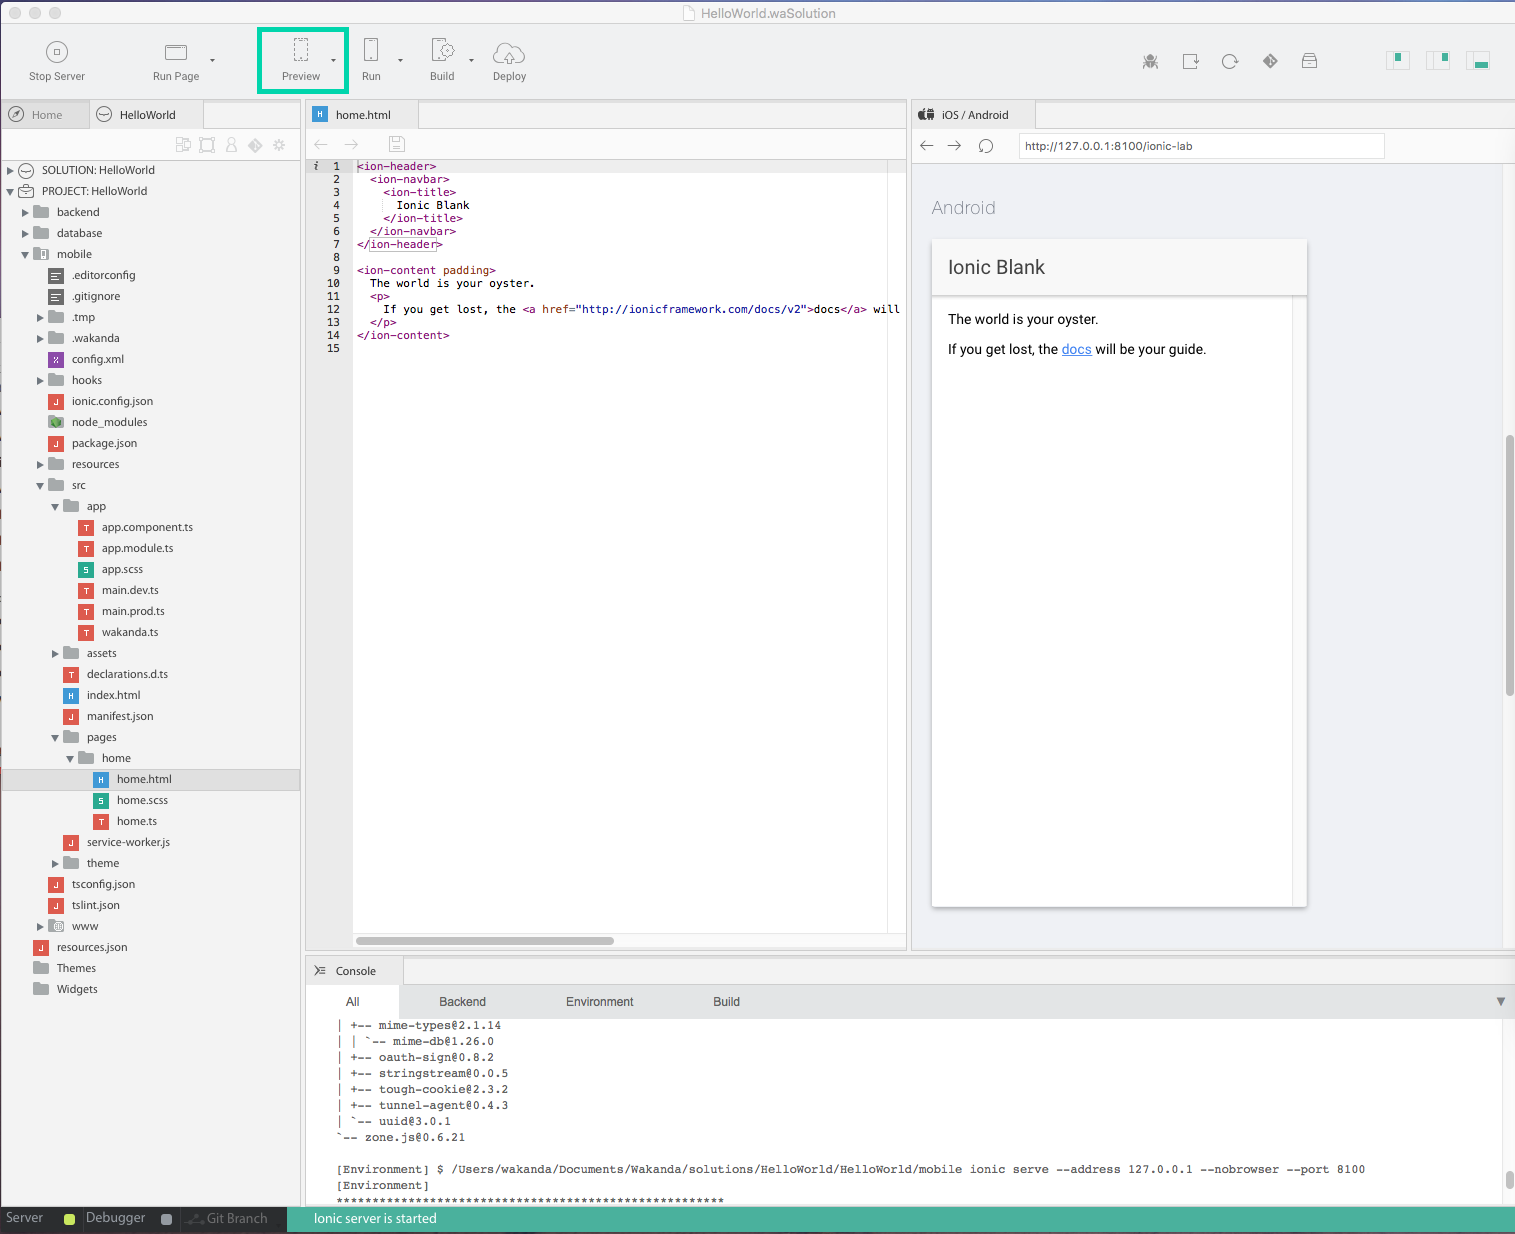 HelloWorld.waSolution
Stop Server
Run Page
Preview
Run
Build
Deploy
Home
HelloWorld
SOLUTION: HelloWorld
PROJECT: HelloWorld
backend
database
mobile
.editorconfig
.gitignore
.tmp
.wakanda
config.xml
hooks
ionic.config.json
node_modules
package.json
resources
src
app
app.component.ts
app.module.ts
app.scss
main.dev.ts
main.prod.ts
wakanda.ts
assets
declarations.d.ts
index.html
manifest.json
pages
home
home.html
home.scss
home.ts
service-worker.js
theme
tsconfig.json
tslint.json
www
resources.json
Themes
Widgets
home.html
1 <ion-header>
2 <ion-navbar>
3 <ion-title>
4 Ionic Blank
5 </ion-title>
6 </ion-navbar>
7 </ion-header>
8
9 <ion-content padding>
10 The world is your oyster.
11 <p>
12 If you get lost, the <a href="http://ionicframework.com/docs/v2">docs</a> will
13 </p>
14 </ion-content>
15
iOS / Android
http://127.0.0.1:8100/ionic-lab
Android
Ionic Blank
The world is your oyster.
If you get lost, the docs will be your guide.
Console
All Backend Environment Build
| +-- mime-types@2.1.14
| | `-- mime-db@1.26.0
| +-- oauth-sign@0.8.2
| +-- stringstream@0.0.5
| +-- tough-cookie@2.3.2
| +-- tunnel-agent@0.4.3
| `-- uuid@3.0.1
`-- zone.js@0.6.21
[Environment] $ /Users/wakanda/Documents/Wakanda/solutions/HelloWorld/HelloWorld/mobile ionic serve --address 127.0.0.1 --nobrowser --port 8100
[Environment]
******************************************************
Server Debugger Git Branch Ionic server is started